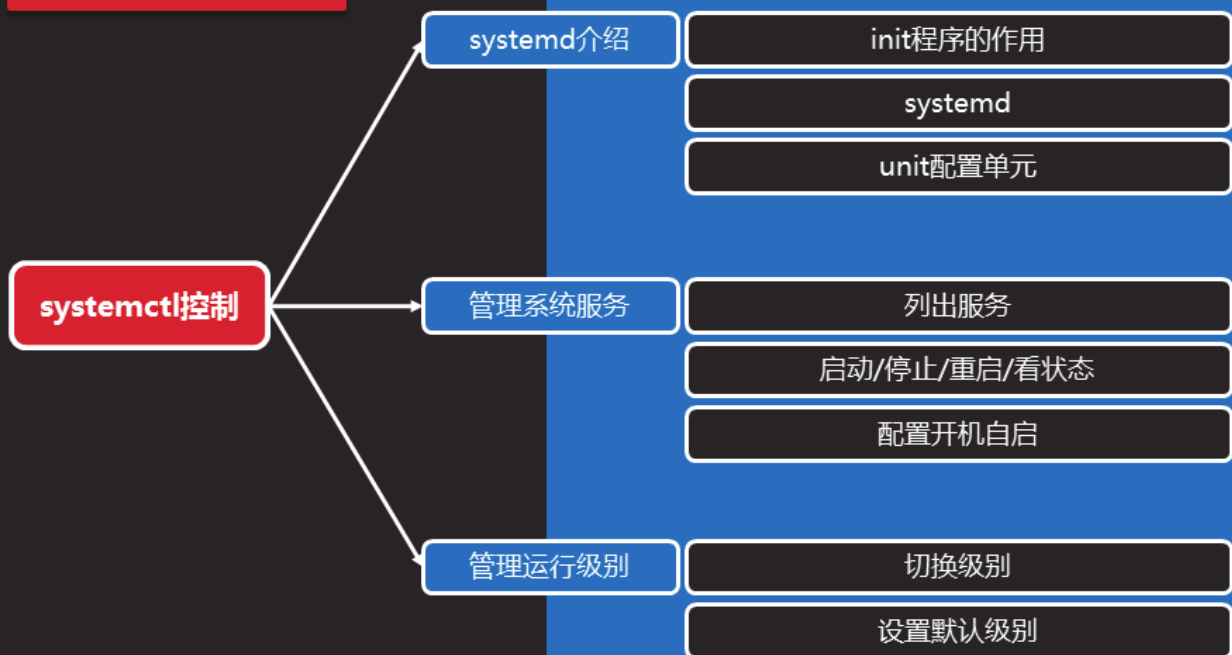 systemd介绍
init程序的作用
systemd
unit配置单元
systemctl控制
管理系统服务
列出服务
启动/停止/重启/看状态
配置开机自启
管理运行级别
切换级别
设置默认级别